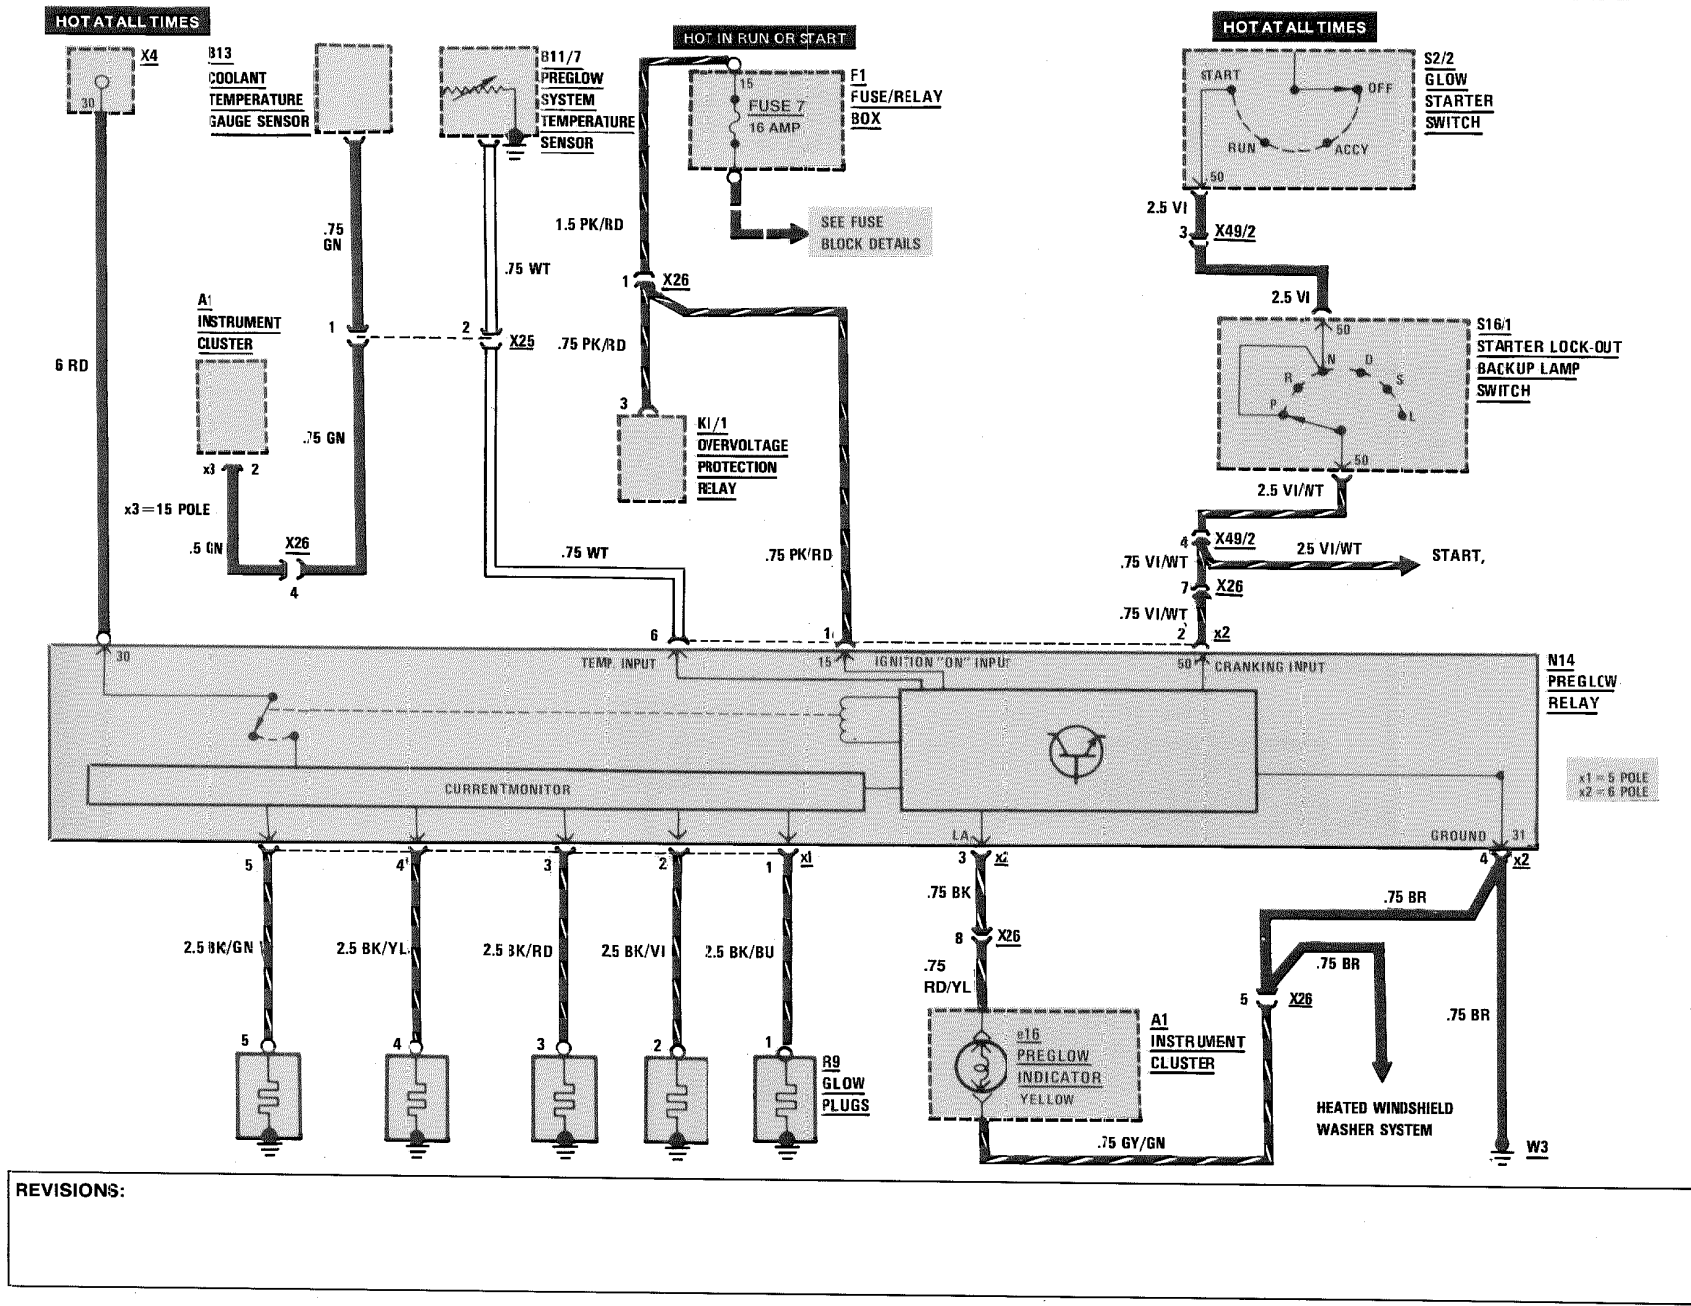 HOT AT ALL TIMES
X4
30
B13
COOLANT
TEMPERATURE
GAUGE SENSOR
B11/7
PREGLOW
SYSTEM
TEMPERATURE
SENSOR
HOT IN RUN OR START
15
FUSE 7
16 AMP
F1
FUSE/RELAY
BOX
SEE FUSE
BLOCK DETAILS
HOT AT ALL TIMES
START
OFF
RUN
ACCY
50
S2/2
GLOW
STARTER
SWITCH
2.5 VI
3
X49/2
2.5 VI
.75
GN
.75 WT
1.5 PK/RD
1
X26
A1
INSTRUMENT
CLUSTER
1
2
X25
.75 PK/RD
6 RD
3
K1/1
OVERVOLTAGE
PROTECTION
RELAY
50
N
D
R
S
P
L
50
S16/1
STARTER LOCK-OUT
BACKUP LAMP
SWITCH
.75 GN
x3
2
x3=15 POLE
.5 GN
X26
4
.75 WT
.75 PK/RD
2.5 VI/WT
4
X49/2
2.5 VI/WT
START,
.75 VI/WT
7
X26
.75 VI/WT
6
1
2
x2
30
TEMP. INPUT
15
IGNITION "ON" INPUT
50
CRANKING INPUT
N14
PREGLOW
RELAY
CURRENT MONITOR
x1 = 5 POLE
x2 = 6 POLE
LA
GROUND
31
5
4
3
2
1
x1
3
x2
4
x2
2.5 BK/GN
2.5 BK/YL
2.5 BK/RD
2.5 BK/VI
2.5 BK/BU
.75 BK
8
X26
.75
RD/YL
.75 BR
.75 BR
5
X26
.75 BR
5
4
3
2
1
R9
GLOW
PLUGS
e16
PREGLOW
INDICATOR
YELLOW
A1
INSTRUMENT
CLUSTER
.75 GY/GN
HEATED WINDSHIELD
WASHER SYSTEM
W3
REVISIONS: